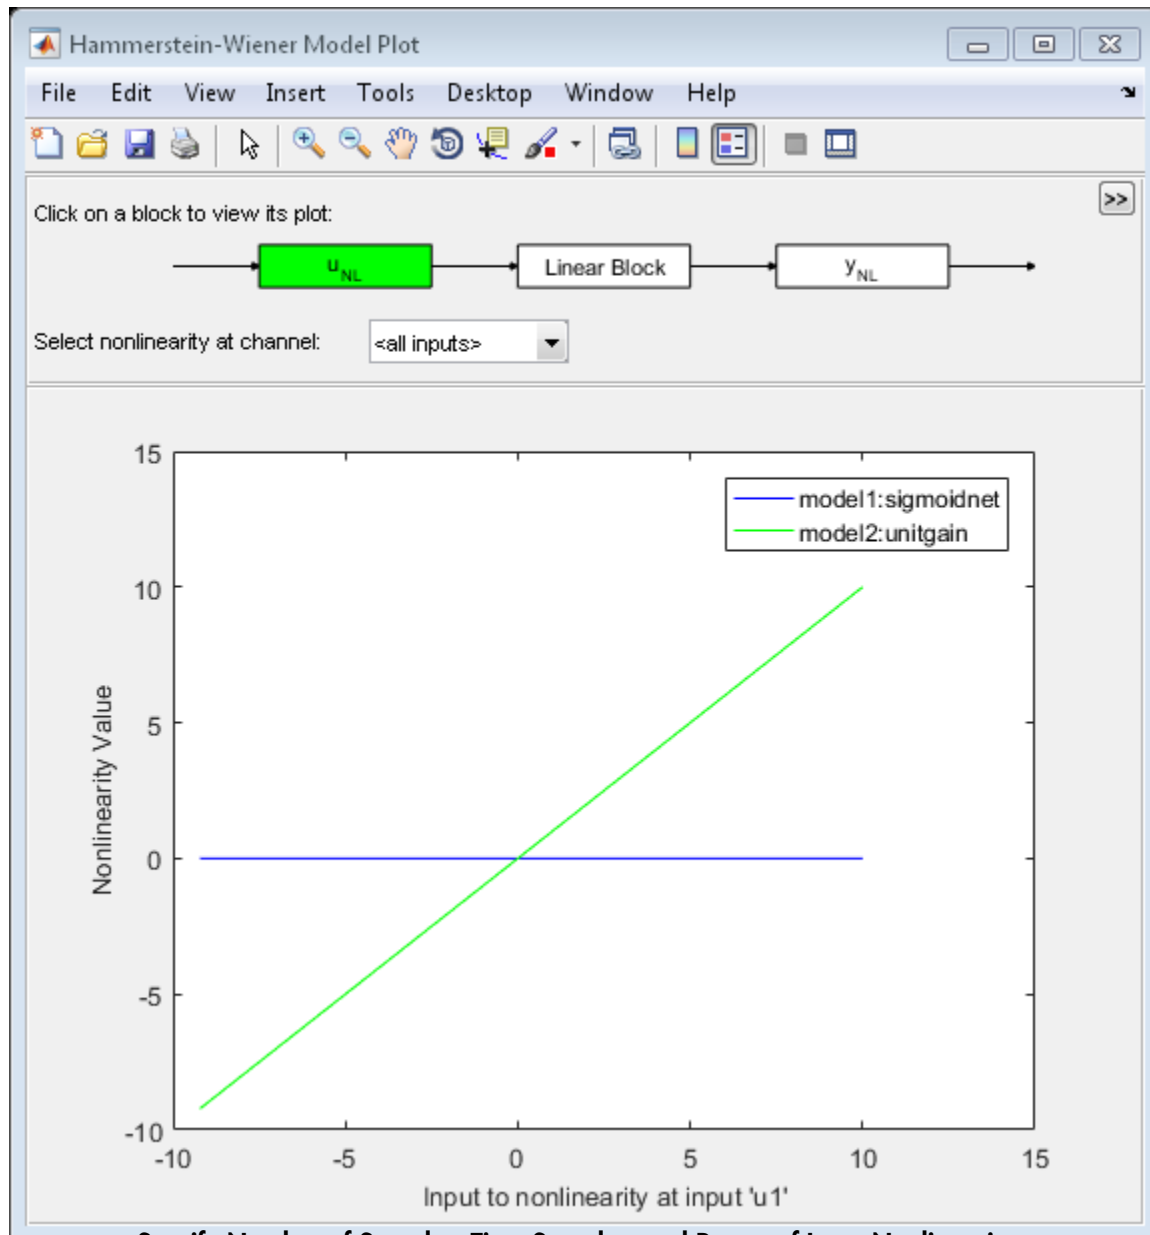 Hammerstein-Wiener Model Plot
File Edit View Insert Tools Desktop Window Help
Click on a block to view its plot:
>>
uNL Linear Block yNL
Select nonlinearity at channel: <all inputs>
15
model1:sigmoidnet
model2:unitgain
10
5
0
-5
-10
Nonlinearity Value
-10 -5 0 5 10 15
Input to nonlinearity at input 'u1'